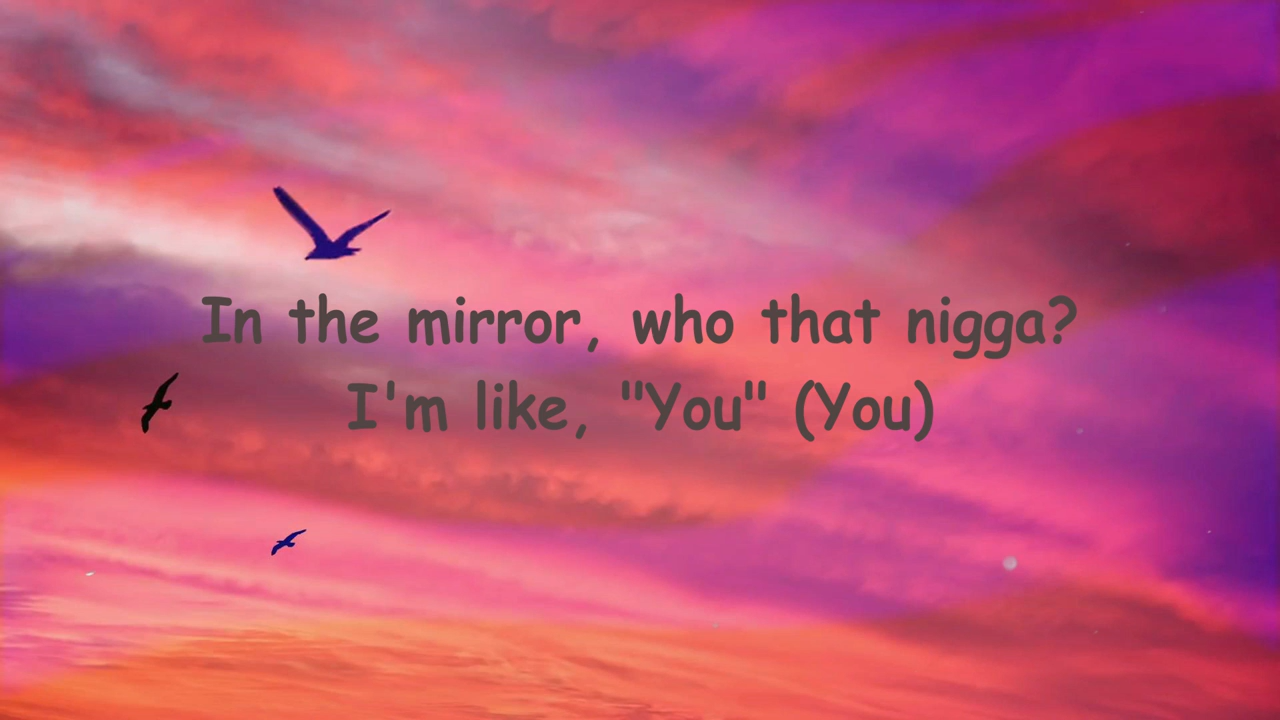 In the mirror, who that nigga?
I'm like, "You" (You)